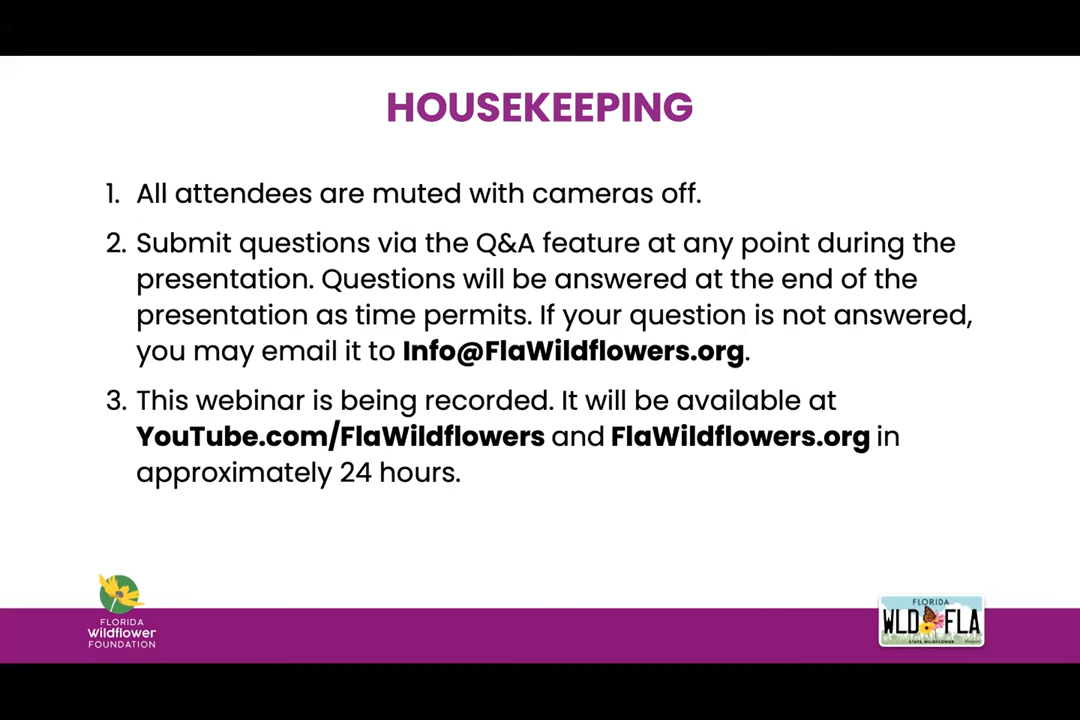 HOUSEKEEPING
1. All attendees are muted with cameras off.
2. Submit questions via the Q&A feature at any point during the
presentation. Questions will be answered at the end of the
presentation as time permits. If your question is not answered,
you may email it to Info@FlaWildflowers.org.
3. This webinar is being recorded. It will be available at
YouTube.com/FlaWildflowers and FlaWildflowers.org in
approximately 24 hours.
FLORIDA
wildflower
FOUNDATION
FLORIDA
WLD FLA
STATE WILDFLOWER